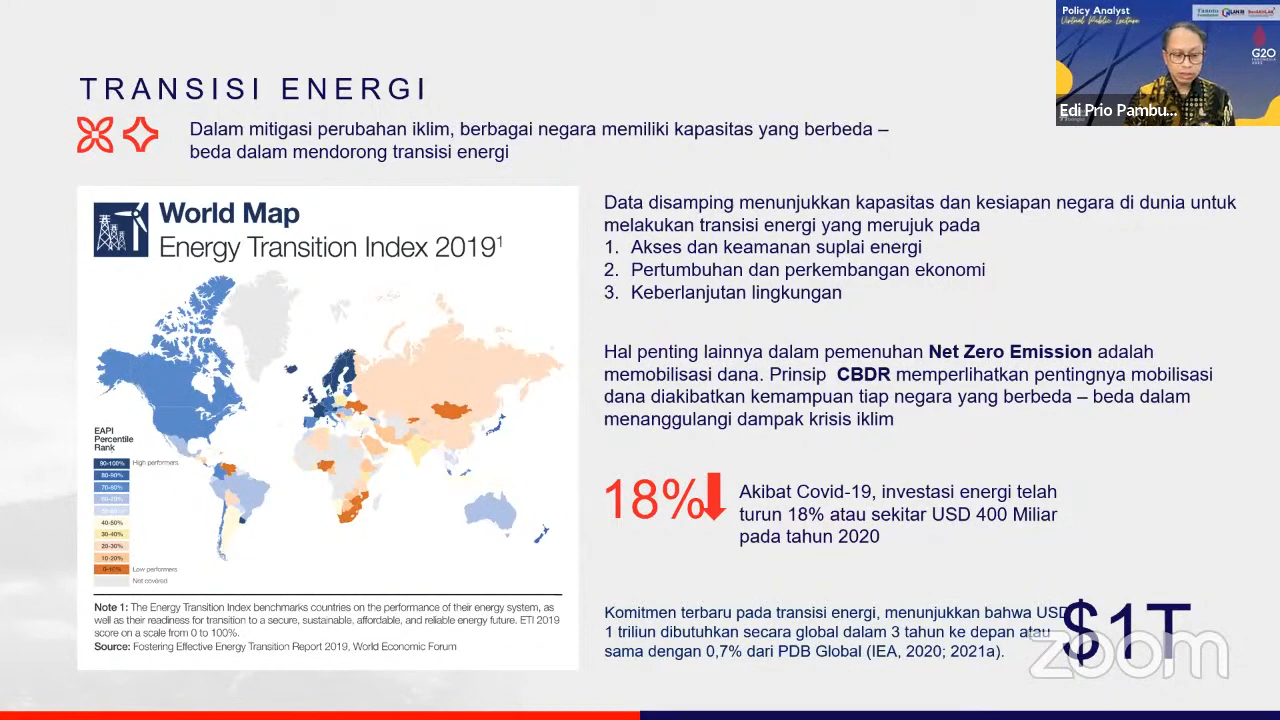 Policy Analyst
Virtual Public Lecture
G20
Edi Prio Pambu...
TRANSISI ENERGI
Dalam mitigasi perubahan iklim, berbagai negara memiliki kapasitas yang berbeda –
beda dalam mendorong transisi energi
World Map
Energy Transition Index 2019¹
EAPI
Percentile
Rank
90-100% High performers
80-90%
70-80%
40-50%
30-40%
20-30%
10-20%
0-10% Low performers
Not covered
Note 1: The Energy Transition Index benchmarks countries on the performance of their energy system, as
well as their readiness for transition to a secure, sustainable, affordable, and reliable energy future. ETI 2019
score on a scale from 0 to 100%.
Source: Fostering Effective Energy Transition Report 2019, World Economic Forum
Data disamping menunjukkan kapasitas dan kesiapan negara di dunia untuk
melakukan transisi energi yang merujuk pada
1. Akses dan keamanan suplai energi
2. Pertumbuhan dan perkembangan ekonomi
3. Keberlanjutan lingkungan
Hal penting lainnya dalam pemenuhan Net Zero Emission adalah
memobilisasi dana. Prinsip CBDR memperlihatkan pentingnya mobilisasi
dana diakibatkan kemampuan tiap negara yang berbeda – beda dalam
menanggulangi dampak krisis iklim
18%
Akibat Covid-19, investasi energi telah
turun 18% atau sekitar USD 400 Miliar
pada tahun 2020
Komitmen terbaru pada transisi energi, menunjukkan bahwa USD
1 triliun dibutuhkan secara global dalam 3 tahun ke depan atau
sama dengan 0,7% dari PDB Global (IEA, 2020; 2021a).
$1T
zoom